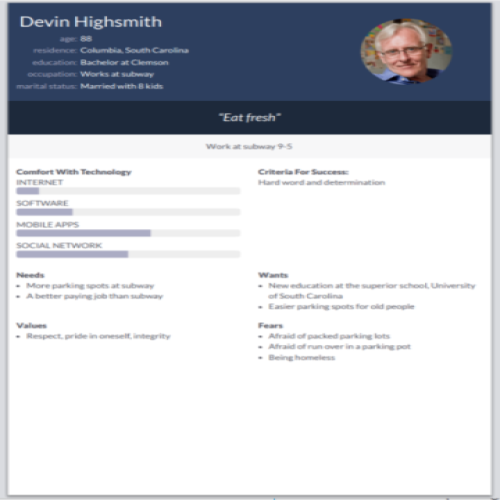 Devin Highsmith
age: 88
residence: Columbia, South Carolina
education: Bachelor at Clemson
occupation: Works at subway
marital status: Married with 8 kids
"Eat fresh"
Work at subway 9-5
Comfort With Technology
INTERNET
SOFTWARE
MOBILE APPS
SOCIAL NETWORK
Criteria For Success:
Hard word and determination
Needs
• More parking spots at subway
• A better paying job than subway
Wants
• New education at the superior school, University
of South Carolina
• Easier parking spots for old people
Values
• Respect, pride in oneself, integrity
Fears
• Afraid of packed parking lots
• Afraid of run over in a parking pot
• Being homeless